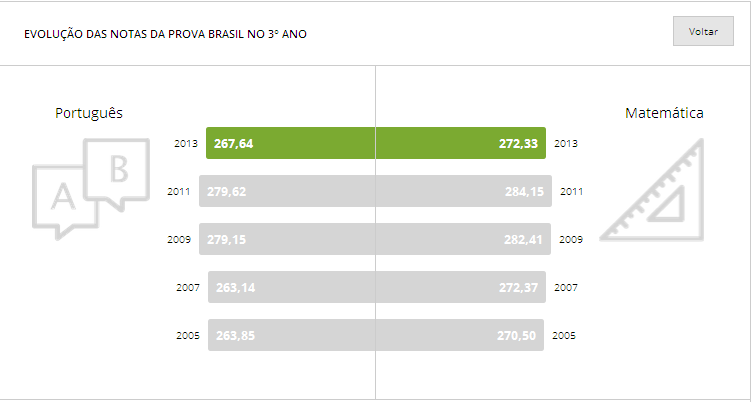 EVOLUÇÃO DAS NOTAS DA PROVA BRASIL NO 3º ANO
Voltar
Português
Matemática
A B
2013 267,64 272,33 2013
2011 279,62 284,15 2011
2009 279,15 282,41 2009
2007 263,14 272,37 2007
2005 263,85 270,50 2005